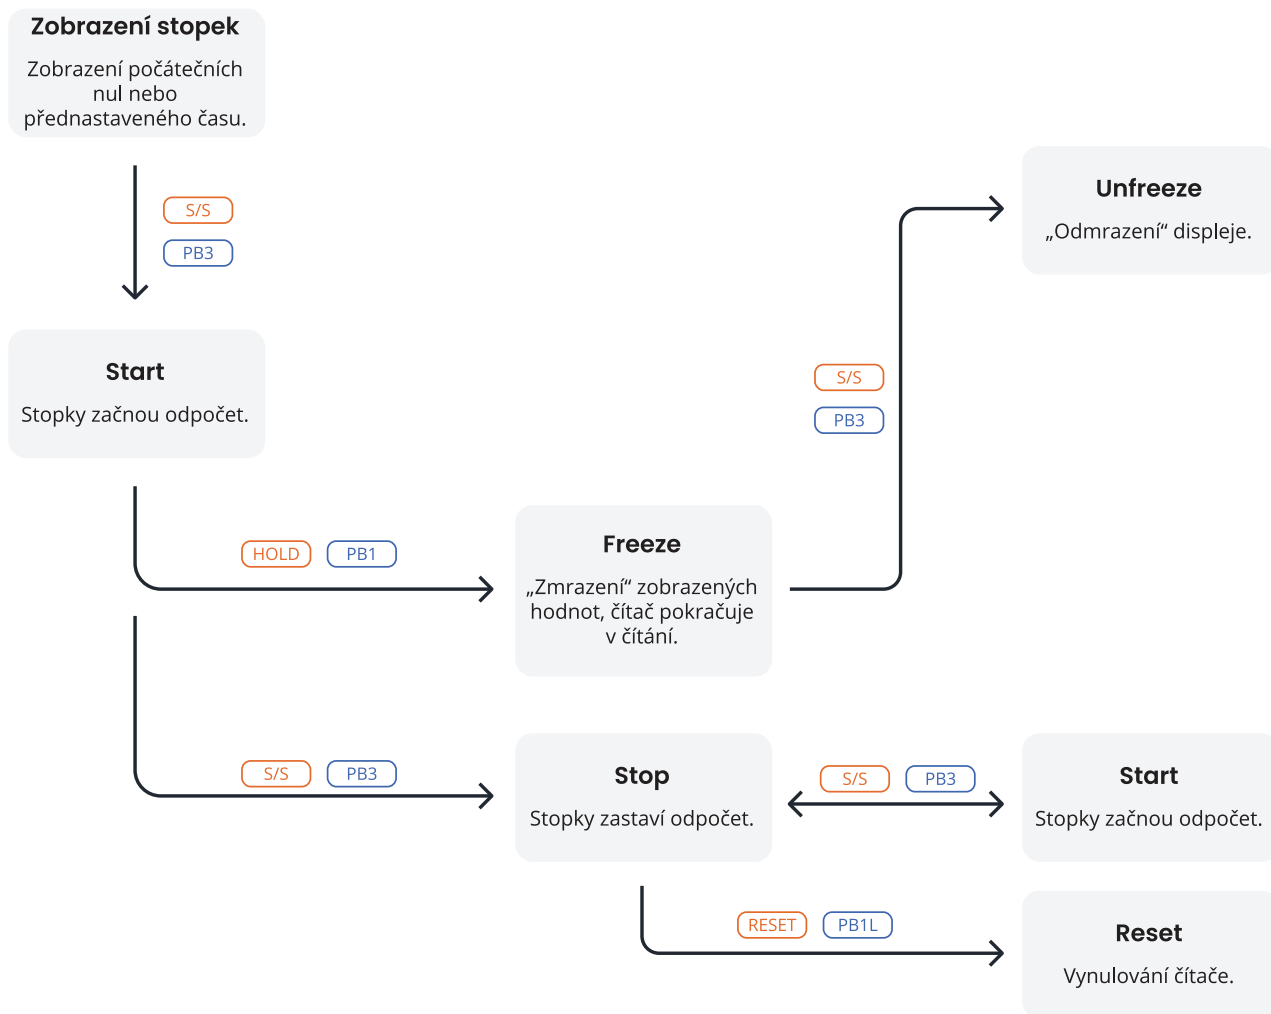 Zobrazení stopek
Zobrazení počátečních
nul nebo
přednastaveného času.
S/S
PB3
Start
Stopky začnou odpočet.
HOLD PB1
Freeze
„Zmrazení“ zobrazených
hodnot, čítač pokračuje
v čítání.
S/S
PB3
Unfreeze
„Odmrazení“ displeje.
S/S PB3
Stop
Stopky zastaví odpočet.
S/S PB3
Start
Stopky začnou odpočet.
RESET PB1L
Reset
Vynulování čítače.